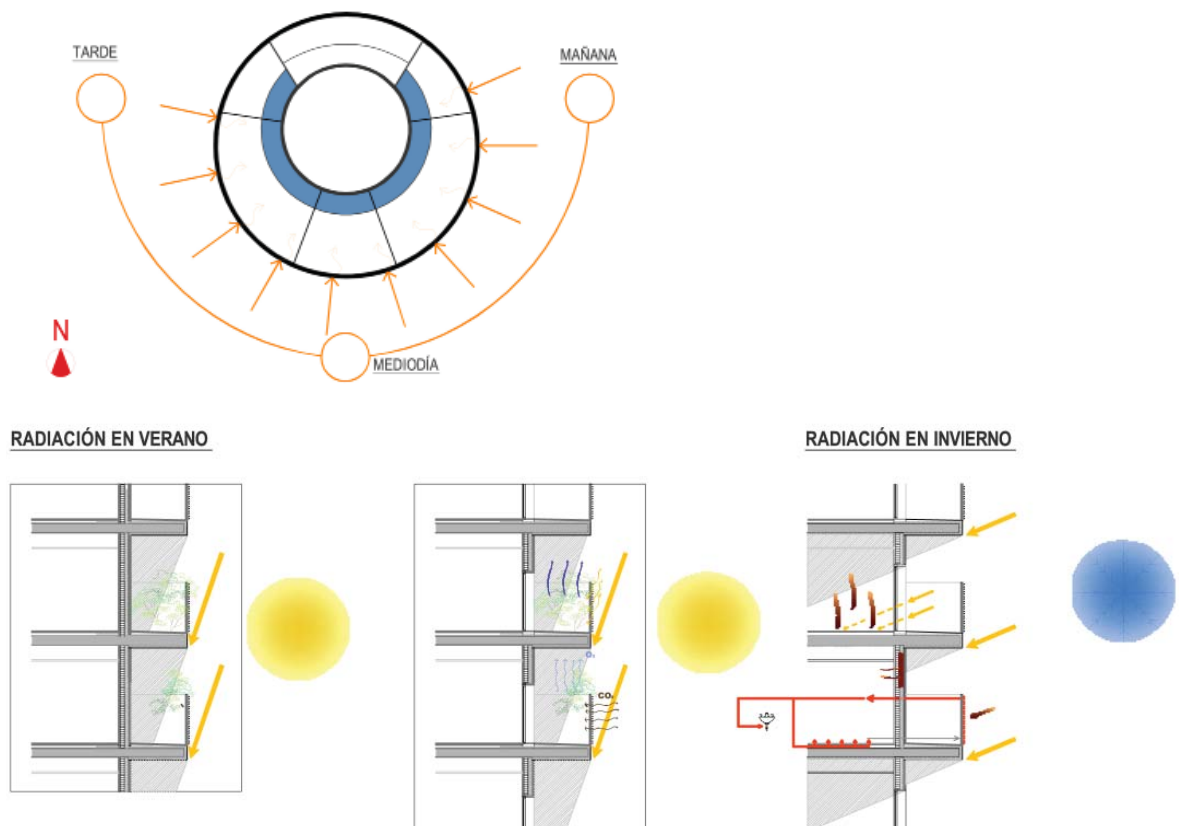 TARDE
MAÑANA
N
MEDIODÍA
RADIACIÓN EN VERANO
RADIACIÓN EN INVIERNO
O₂
CO₂